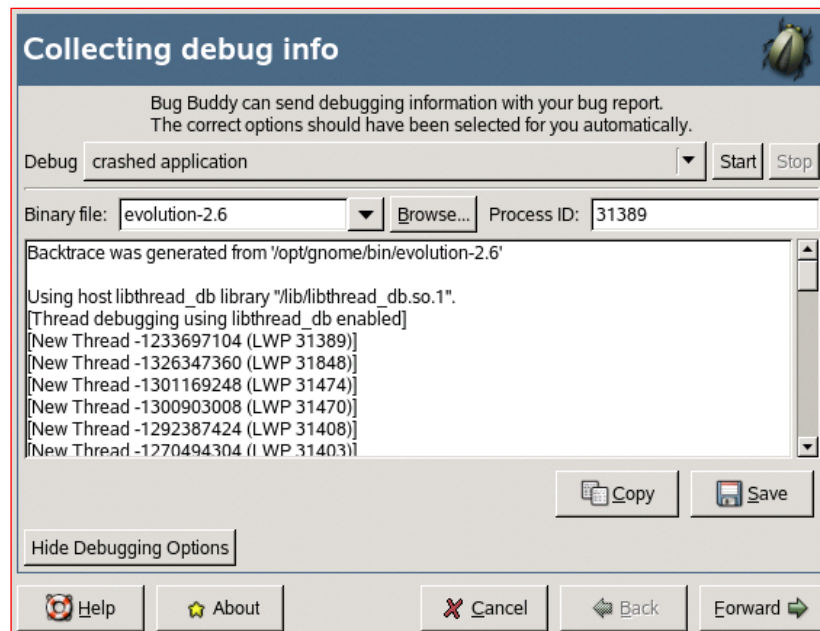 Collecting debug info
Bug Buddy can send debugging information with your bug report.
The correct options should have been selected for you automatically.
Debug crashed application Start Stop
Binary file: evolution-2.6 Browse... Process ID: 31389
Backtrace was generated from '/opt/gnome/bin/evolution-2.6'
Using host libthread_db library "/lib/libthread_db.so.1".
[Thread debugging using libthread_db enabled]
[New Thread -1233697104 (LWP 31389)]
[New Thread -1326347360 (LWP 31848)]
[New Thread -1301169248 (LWP 31474)]
[New Thread -1300903008 (LWP 31470)]
[New Thread -1292387424 (LWP 31408)]
[New Thread -1270494304 (LWP 31403)]
Copy Save
Hide Debugging Options
Help About Cancel Back Forward